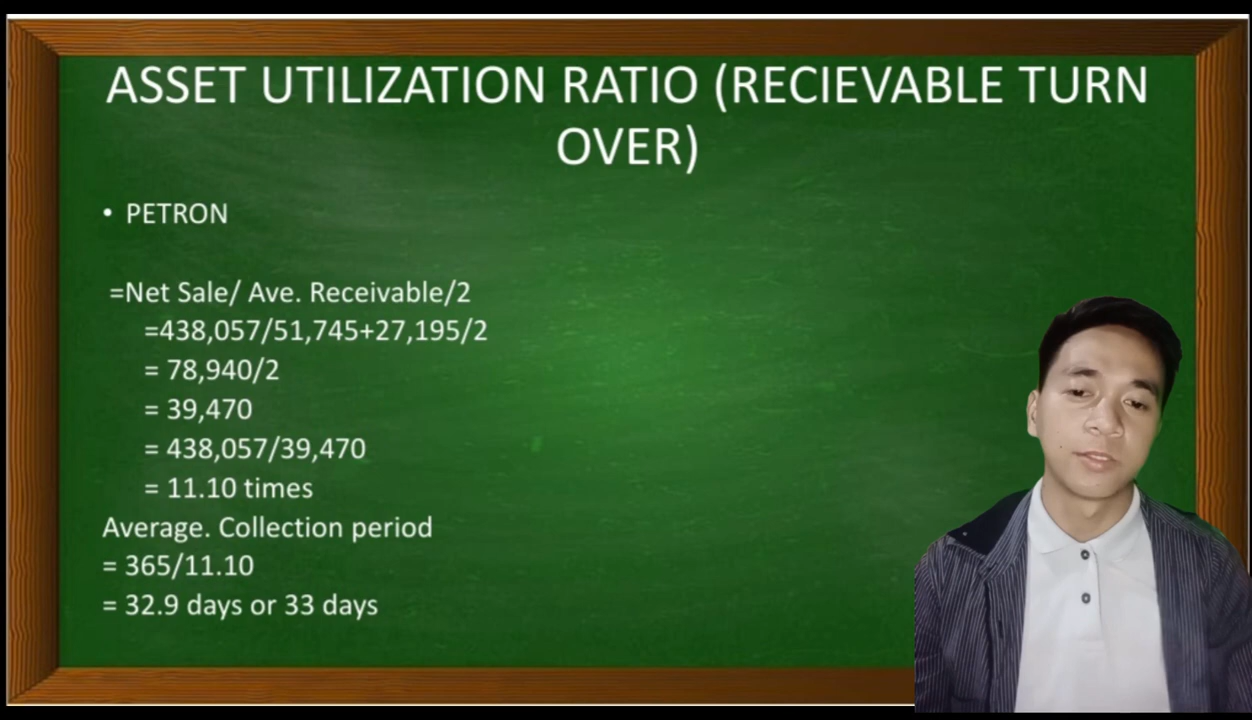 ASSET UTILIZATION RATIO (RECIEVABLE TURN
OVER)
• PETRON
=Net Sale/ Ave. Receivable/2
=438,057/51,745+27,195/2
= 78,940/2
= 39,470
= 438,057/39,470
= 11.10 times
Average. Collection period
= 365/11.10
= 32.9 days or 33 days